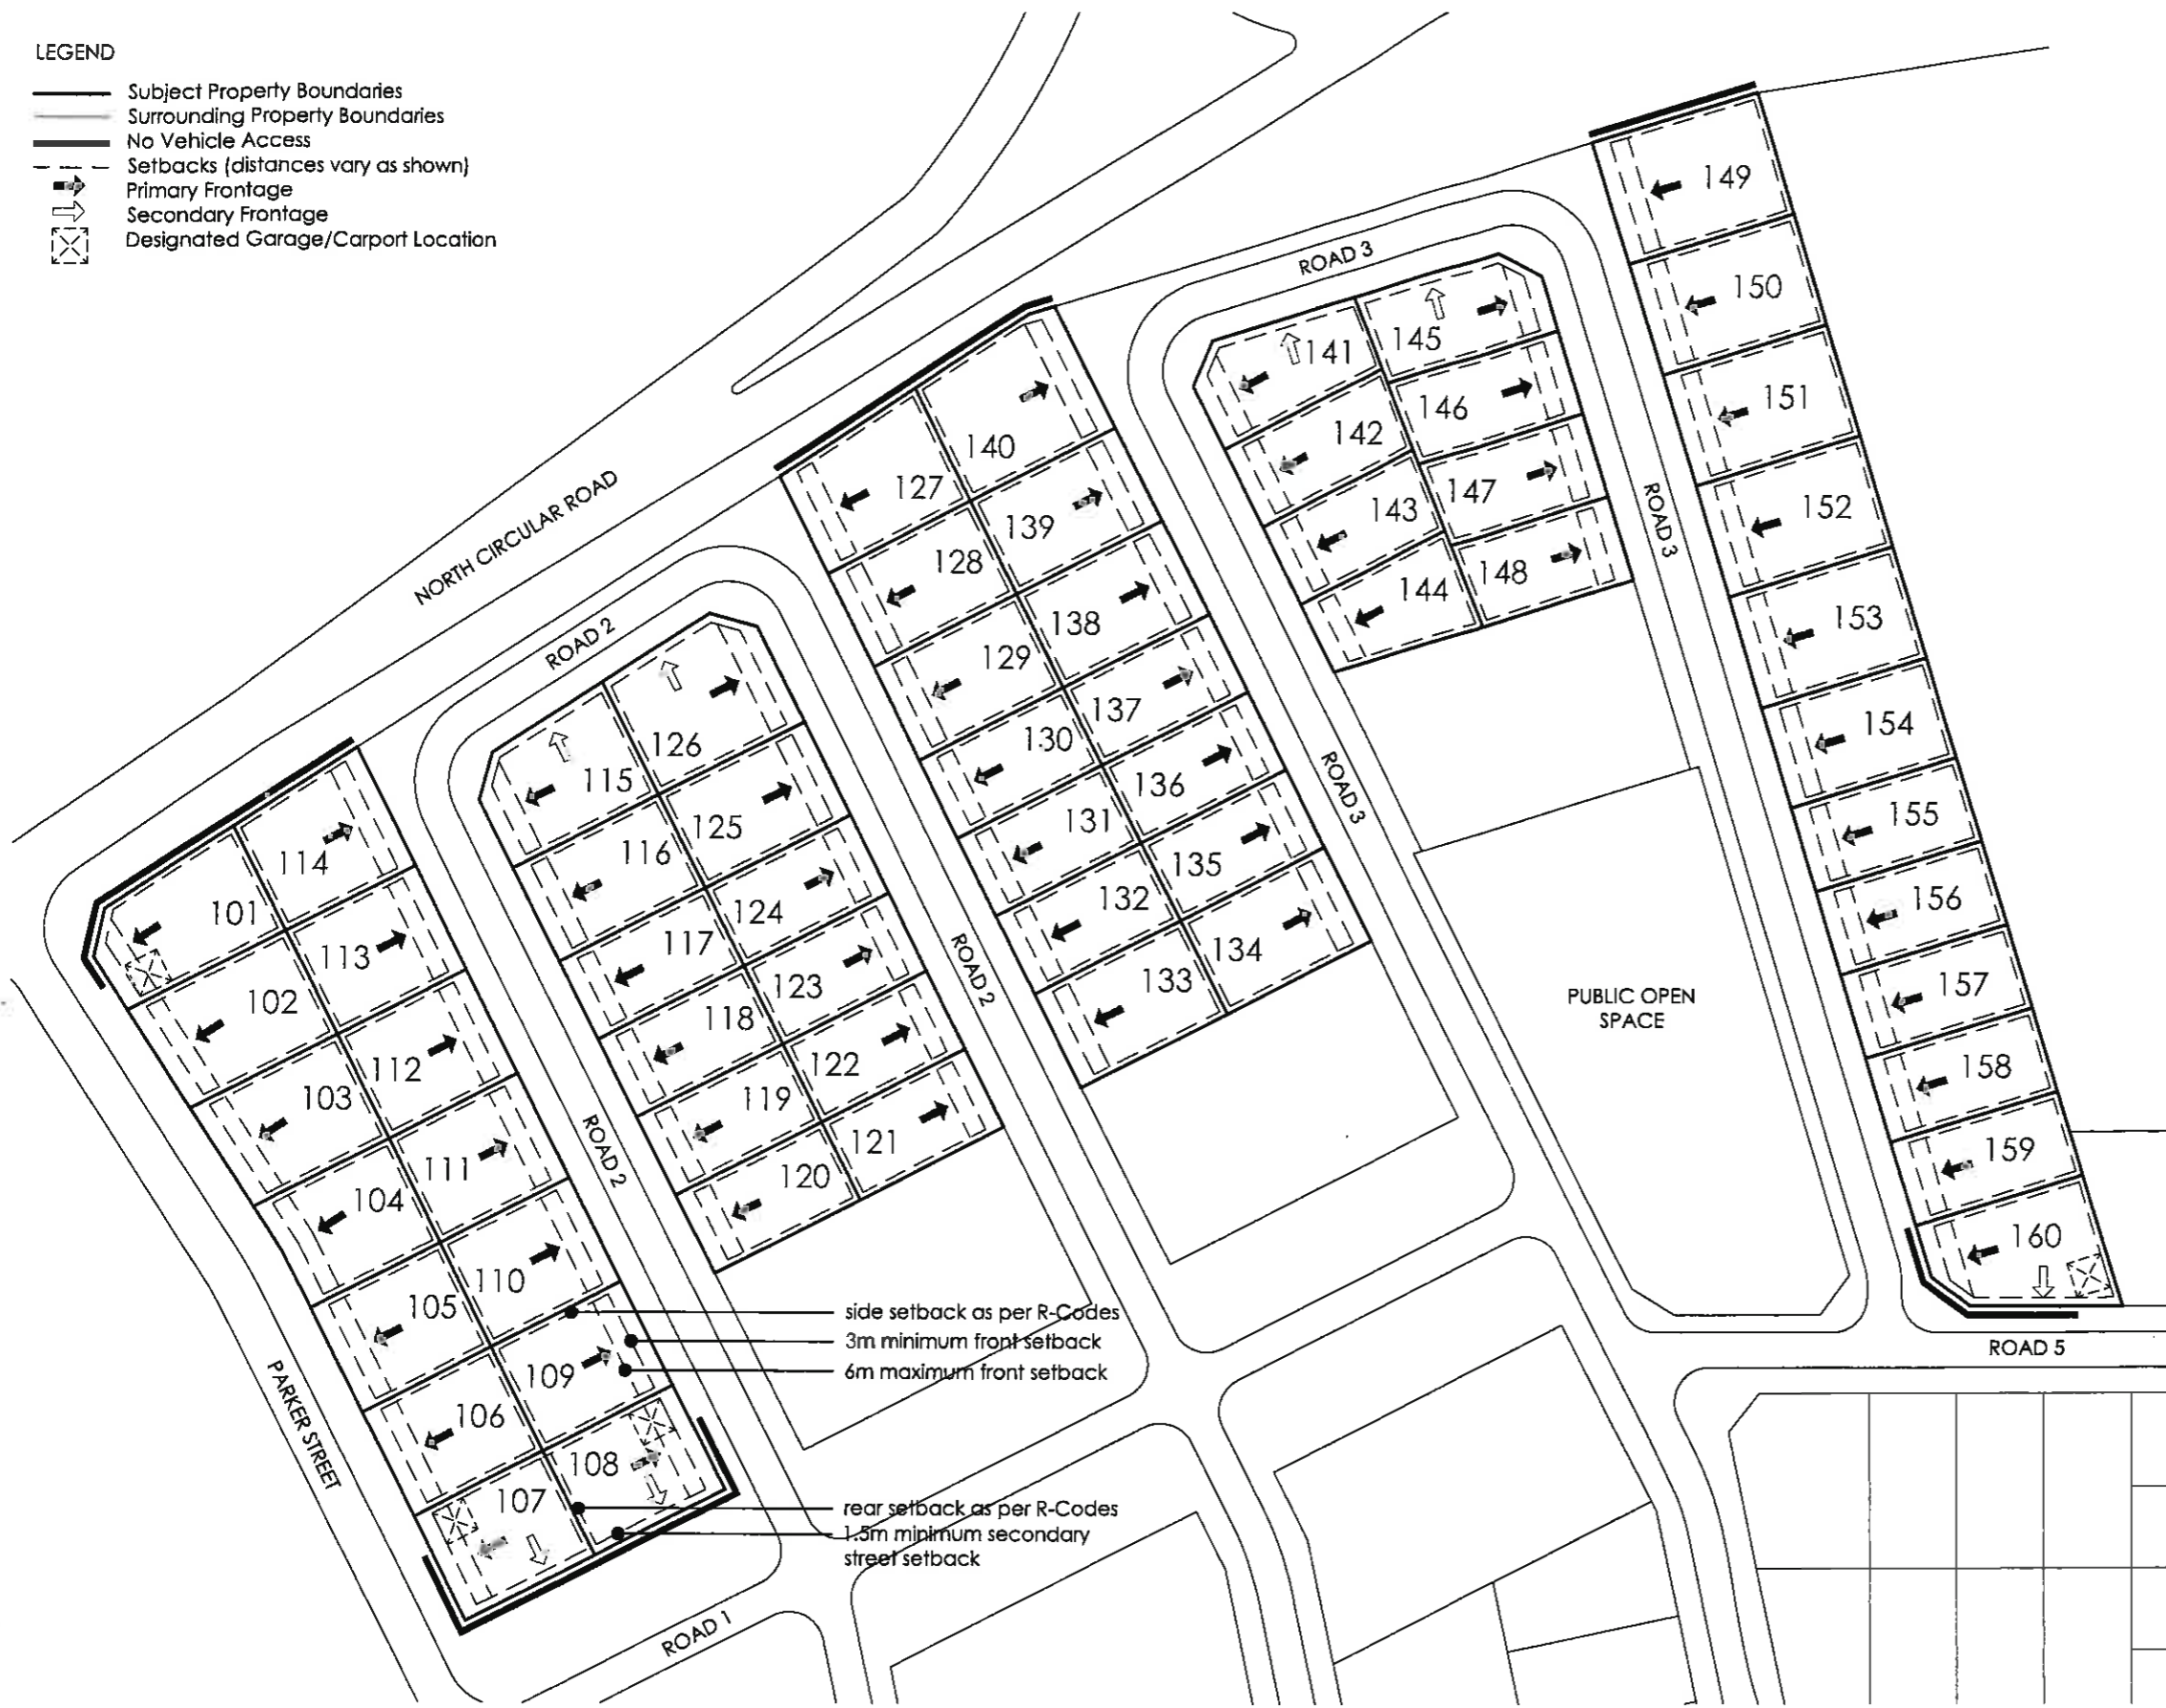 LEGEND
Subject Property Boundaries
Surrounding Property Boundaries
No Vehicle Access
Setbacks (distances vary as shown)
Primary Frontage
Secondary Frontage
Designated Garage/Carport Location
NORTH CIRCULAR ROAD
ROAD 2
ROAD 3
ROAD 3
ROAD 3
ROAD 2
ROAD 2
PARKER STREET
ROAD 1
ROAD 5
PUBLIC OPEN
SPACE
101
102
103
104
105
106
107
108
109
110
111
112
113
114
115
116
117
118
119
120
121
122
123
124
125
126
127
128
129
130
131
132
133
134
135
136
137
138
139
140
141
142
143
144
145
146
147
148
149
150
151
152
153
154
155
156
157
158
159
160
side setback as per R-Codes
3m minimum front setback
6m maximum front setback
rear setback as per R-Codes
1.5m minimum secondary
street setback